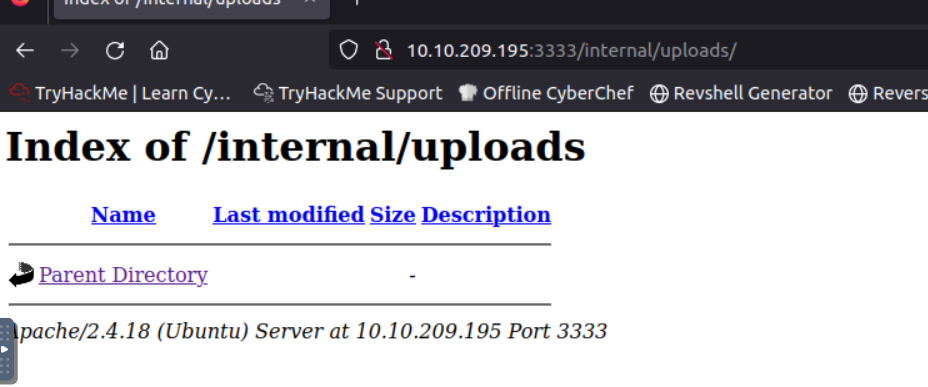 Index of /internal/uploads
10.10.209.195:3333/internal/uploads/
TryHackMe | Learn Cy... TryHackMe Support Offline CyberChef Revshell Generator Revers
Index of /internal/uploads
Name Last modified Size Description
Parent Directory -
Apache/2.4.18 (Ubuntu) Server at 10.10.209.195 Port 3333